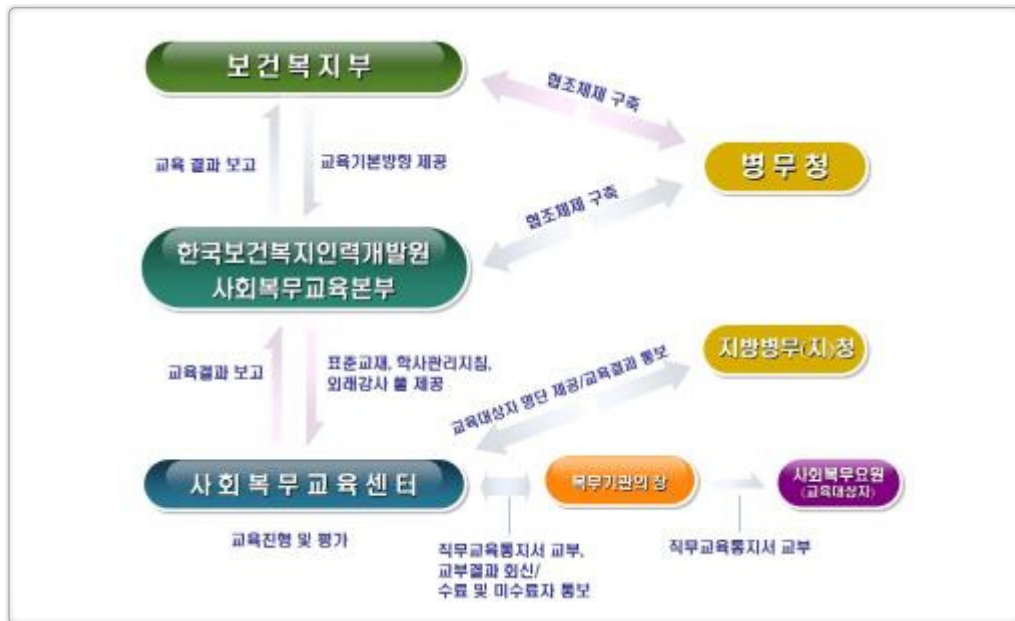 보건복지부
협조체제 구축
병무청
교육 결과 보고
교육기본방향 제공
협조체제 구축
한국보건복지인력개발원
사회복무교육본부
지방병무(지)청
교육결과 보고
표준교재, 학사관리지침,
외래강사 풀 제공
교육대상자 명단 제공/교육결과 통보
사회복무교육센터
복무기관의 장
사회복무요원
(교육대상자)
교육진행 및 평가
직무교육통지서 교부,
교부결과 회신/
수료 및 미수료자 통보
직무교육통지서 교부